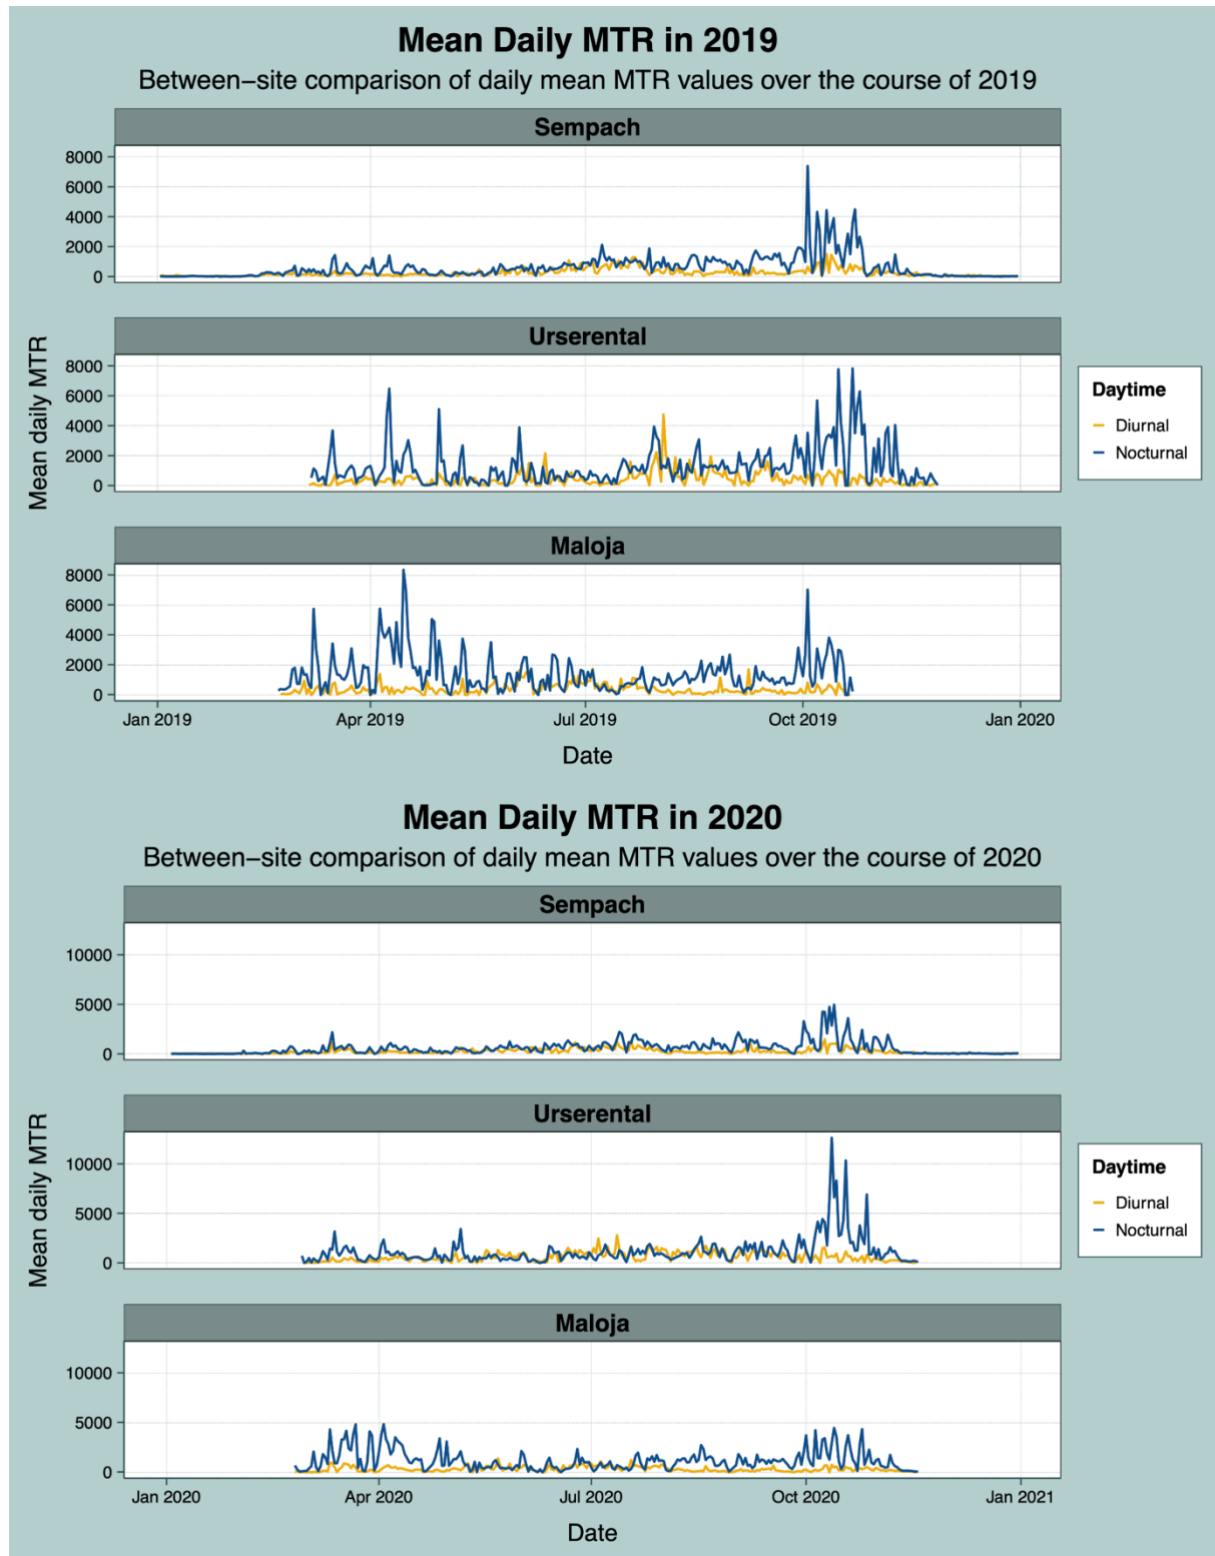 Mean Daily MTR in 2019
Between−site comparison of daily mean MTR values over the course of 2019
Sempach
8000
6000
4000
2000
0
Urserental
8000
6000
4000
2000
0
Maloja
8000
6000
4000
2000
0
Mean daily MTR
Jan 2019
Apr 2019
Jul 2019
Oct 2019
Jan 2020
Date
Daytime
Diurnal
Nocturnal
Mean Daily MTR in 2020
Between−site comparison of daily mean MTR values over the course of 2020
Sempach
10000
5000
0
Urserental
10000
5000
0
Maloja
10000
5000
0
Mean daily MTR
Jan 2020
Apr 2020
Jul 2020
Oct 2020
Jan 2021
Date
Daytime
Diurnal
Nocturnal